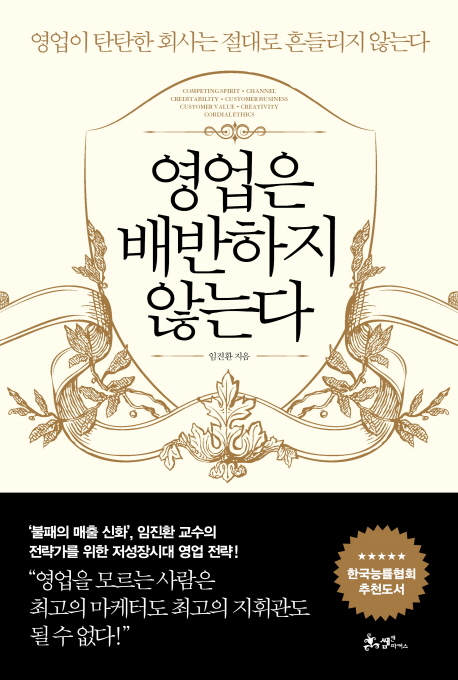 영업이 탄탄한 회사는 절대로 흔들리지 않는다
COMPETING SPIRIT • CHANNEL
CREDITABILITY • CUSTOMER BUSINESS
CUSTOMER VALUE • CREATIVITY
CORDIAL ETHICS
영업은
배반하지
않는다
임진환 지음
‘불패의 매출 신화’, 임진환 교수의
전략가를 위한 저성장시대 영업 전략!
“영업을 모르는 사람은
최고의 마케터도 최고의 지휘관도
될 수 없다!”
★★★★★
한국능률협회
추천도서
쌤앤
파커스